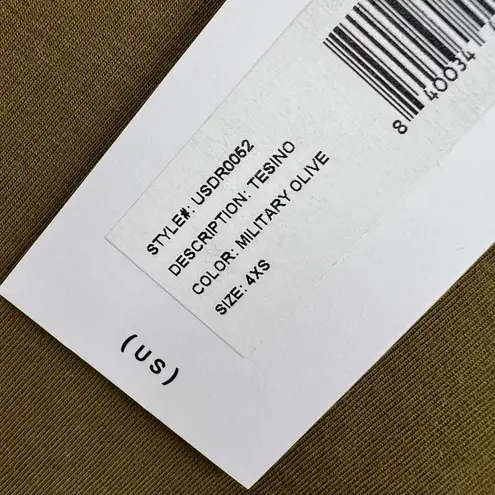 8 40034
STYLE#: USDR0052
DESCRIPTION: TESINO
COLOR: MILITARY OLIVE
SIZE: 4XS
(US)